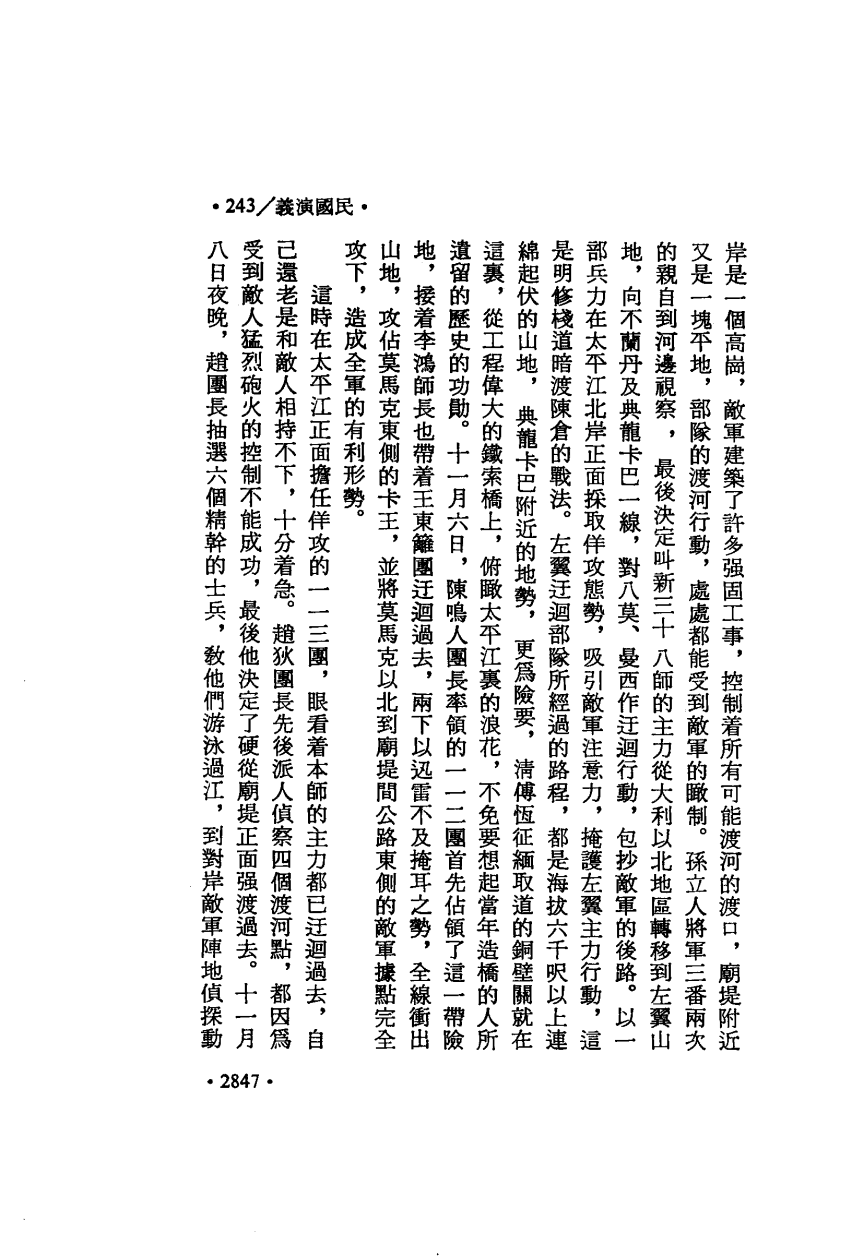 •243／義演國民•
岸是一個高崗，敵軍建築了許多强固工事，控制着所有可能渡河的渡口，廟堤附近
又是一塊平地，部隊的渡河行動，處處都能受到敵軍的瞰制。孫立人將軍三番兩次
的親自到河邊視察，最後決定叫新三十八師的主力從大利以北地區轉移到左翼山
地，向不蘭丹及典龍卡巴一線，對八莫、曼西作迂迴行動，包抄敵軍的後路。以一
部兵力在太平江北岸正面採取佯攻態勢，吸引敵軍注意力，掩護左翼主力行動，這
是明修棧道暗渡陳倉的戰法。左翼迂迴部隊所經過的路程，都是海拔六千呎以上連
綿起伏的山地，典龍卡巴附近的地勢，更爲險要，淸傅恆征緬取道的銅壁關就在
這裏，從工程偉大的鐵索橋上，俯瞰太平江裏的浪花，不免要想起當年造橋的人所
遺留的歷史的功勛。十一月六日，陳鳴人團長率領的一一二團首先佔領了這一帶險
地，接着李鴻師長也帶着王東籬團迂迴過去，兩下以迅雷不及掩耳之勢，全線衝出
山地，攻佔莫馬克東側的卡王，並將莫馬克以北到廟堤間公路東側的敵軍據點完全
攻下，造成全軍的有利形勢。
這時在太平江正面擔任佯攻的一一三團，眼看着本師的主力都已迂迴過去，自
己還老是和敵人相持不下，十分着急。趙狄團長先後派人偵察四個渡河點，都因爲
受到敵人猛烈砲火的控制不能成功，最後他決定了硬從廟堤正面强渡過去。十一月
八日夜晚，趙團長抽選六個精幹的士兵，敎他們游泳過江，到對岸敵軍陣地偵探動
•2847•